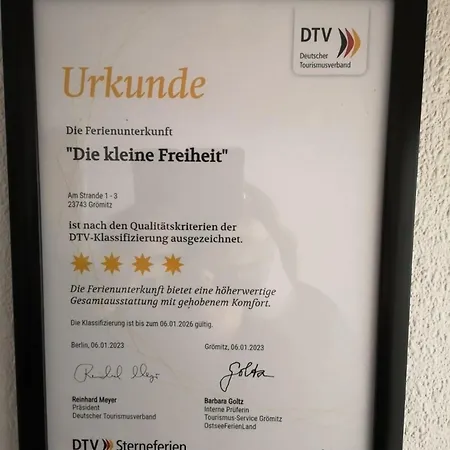 DTV
Deutscher
Tourismusverband
Urkunde
Die Ferienunterkunft
"Die kleine Freiheit"
Am Strande 1 - 3
23743 Grömitz
ist nach den Qualitätskriterien der
DTV-Klassifizierung ausgezeichnet.
Die Ferienunterkunft bietet eine höherwertige
Gesamtausstattung mit gehobenem Komfort.
Die Klassifizierung ist bis zum 06.01.2026 gültig.
Berlin, 06.01.2023
Reinhard Meyer
Präsident
Deutscher Tourismusverband
Grömitz, 06.01.2023
Goltz
Barbara Goltz
Interne Prüferin
Tourismus-Service Grömitz
OstseeFerienLand
DTV Sterneferien